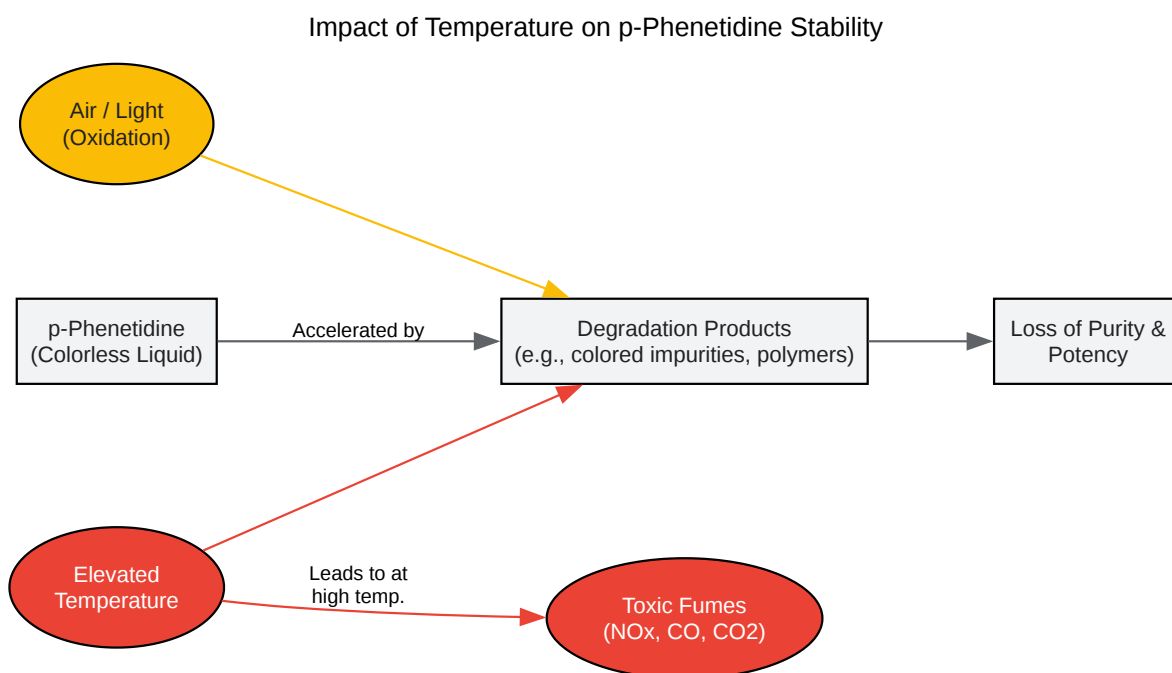 Impact of Temperature on p-Phenetidine Stability
Air / Light
(Oxidation)
p-Phenetidine
(Colorless Liquid)
Accelerated by
Degradation Products
(e.g., colored impurities, polymers)
Loss of Purity &
Potency
Elevated
Temperature
Leads to at
high temp.
Toxic Fumes
(NOx, CO, CO2)